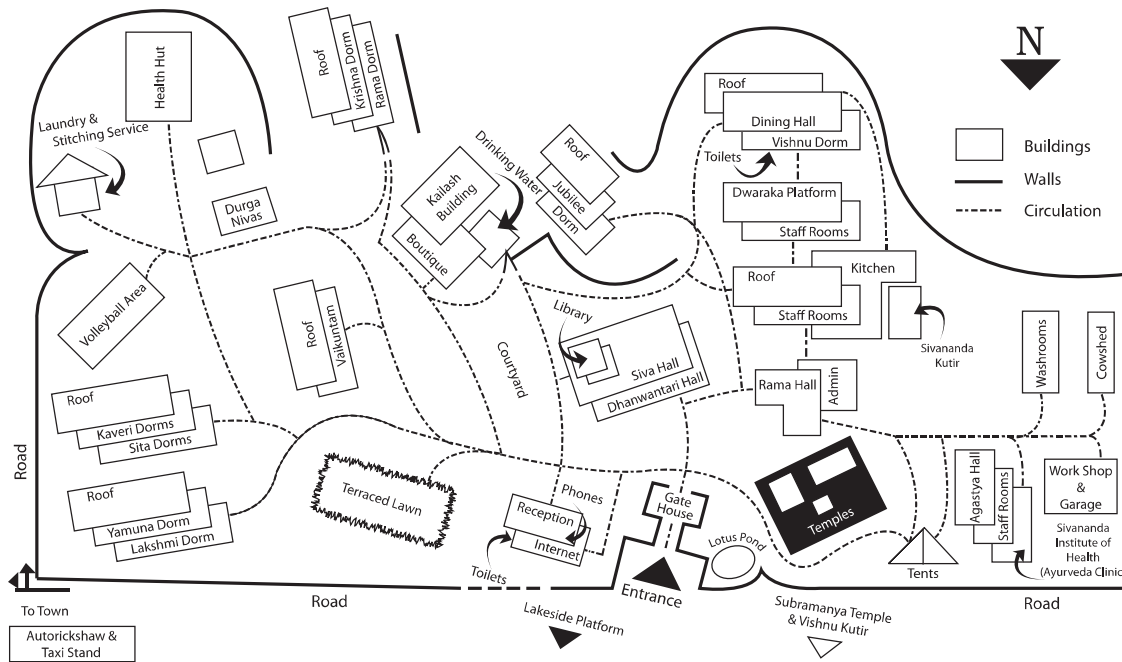 N
Buildings
Walls
Circulation
Health Hut
Laundry &
Stitching Service
Roof
Krishna Dorm
Rama Dorm
Durga
Nivas
Volleyball Area
Drinking Water
Kailash
Building
Boutique
Roof
Jubilee
Dorm
Roof
Dining Hall
Vishnu Dorm
Toilets
Dwaraka Platform
Staff Rooms
Roof
Staff Rooms
Kitchen
Sivananda
Kutir
Washrooms
Cowshed
Roof
Vaikuntam
Courtyard
Library
Siva Hall
Dhanwantari Hall
Rama Hall
Admin
Roof
Kaveri Dorms
Sita Dorms
Roof
Yamuna Dorm
Lakshmi Dorm
Terraced Lawn
Phones
Reception
Internet
Toilets
Gate
House
Lotus Pond
Temples
Tents
Agastya Hall
Staff Rooms
Work Shop
&
Garage
Sivananda
Institute of
Health
(Ayurveda Clinic
Road
Road
Road
Entrance
Lakeside Platform
Subramanya Temple
& Vishnu Kutir
To Town
Autorickshaw &
Taxi Stand